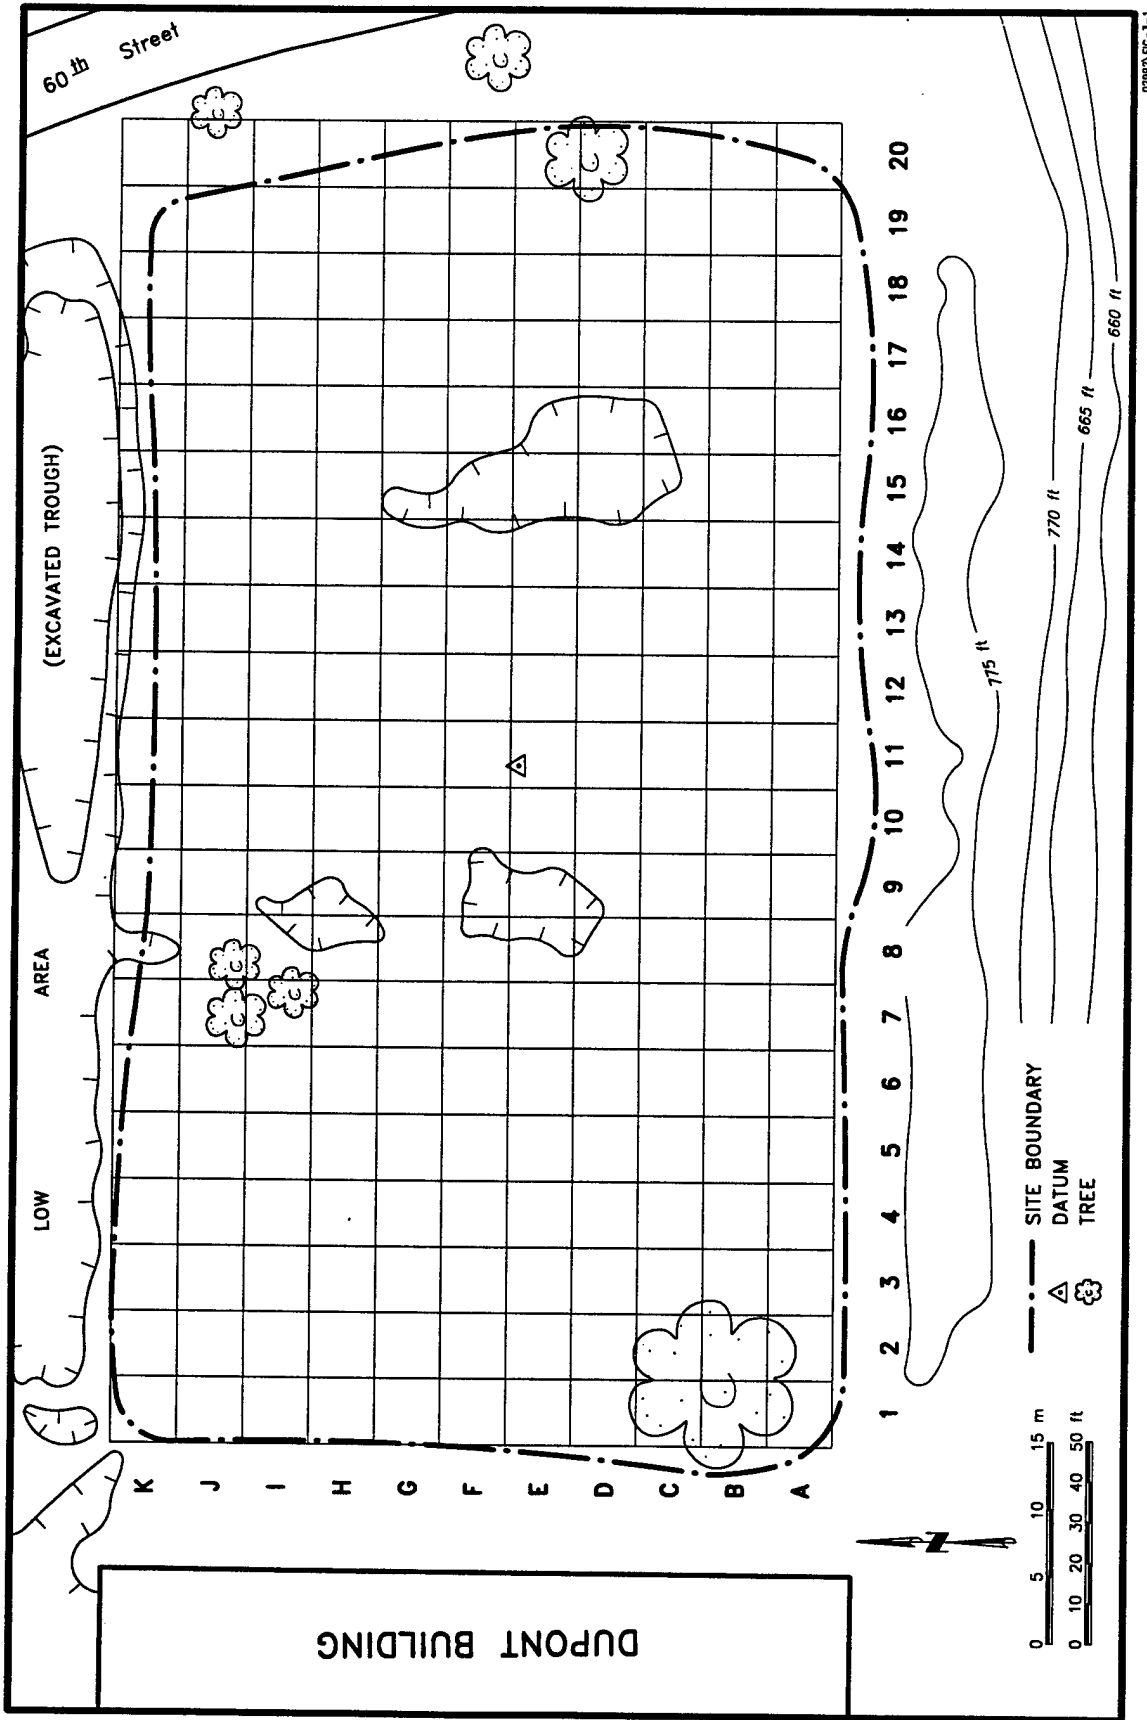 60th Street
(EXCAVATED TROUGH)
AREA
LOW
K
J
I
H
G
F
E
D
C
B
A
1
2
3
4
5
6
7
8
9
10
11
12
13
14
15
16
17
18
19
20
775 ft
770 ft
665 ft
660 ft
DUPONT BUILDING
N
SITE BOUNDARY
DATUM
TREE
0 5 10 15 m
0 10 20 30 40 50 ft